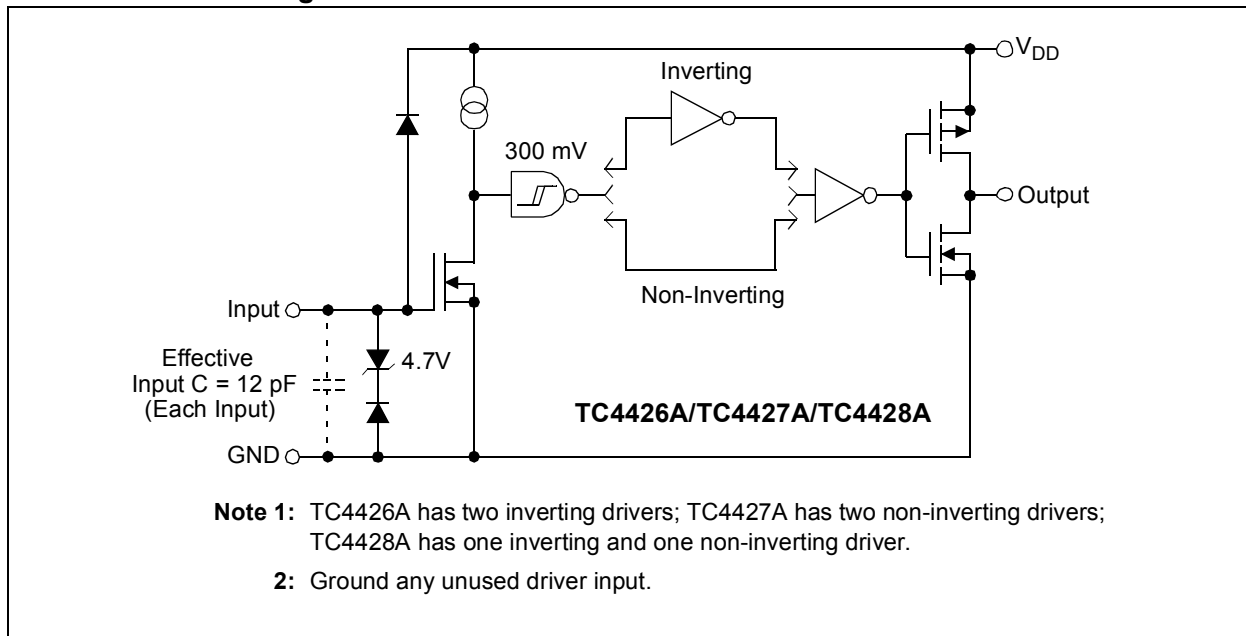 VDD
Inverting
300 mV
Output
Non-Inverting
Input
Effective
Input C = 12 pF
(Each Input)
4.7V
TC4426A/TC4427A/TC4428A
GND
Note 1: TC4426A has two inverting drivers; TC4427A has two non-inverting drivers;
TC4428A has one inverting and one non-inverting driver.
2: Ground any unused driver input.